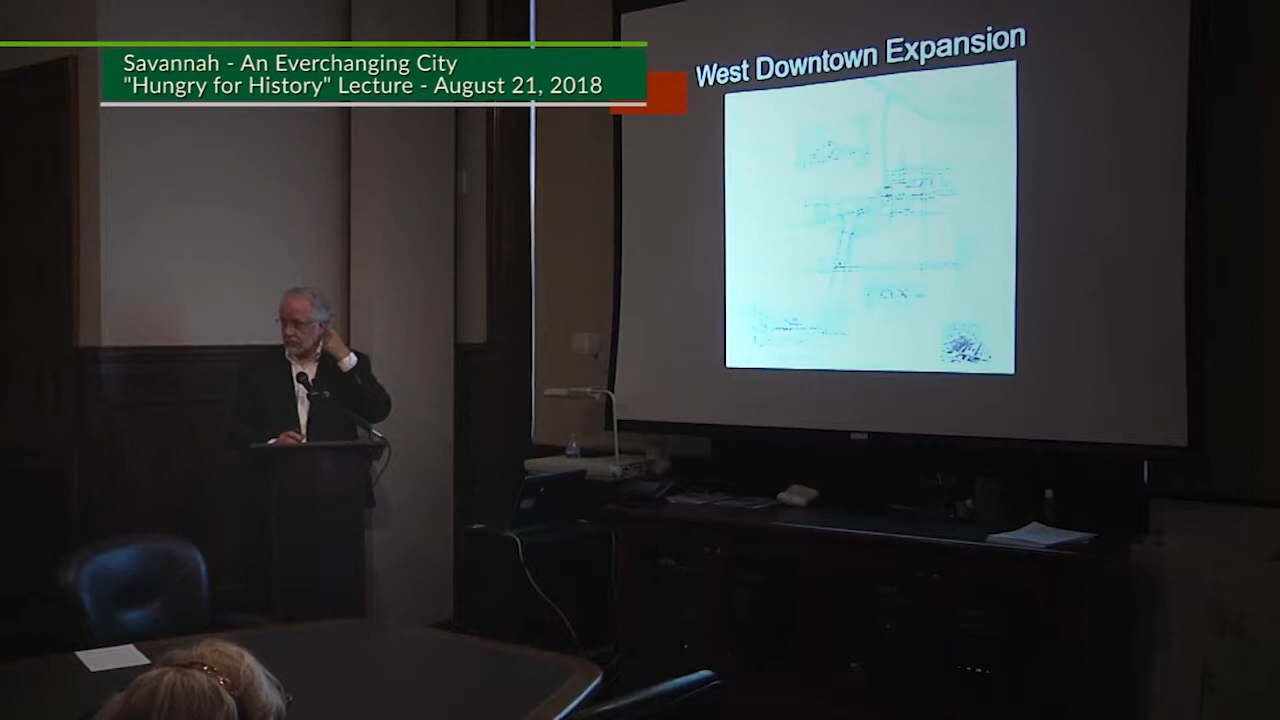 Savannah - An Everchanging City
"Hungry for History" Lecture - August 21, 2018
West Downtown Expansion